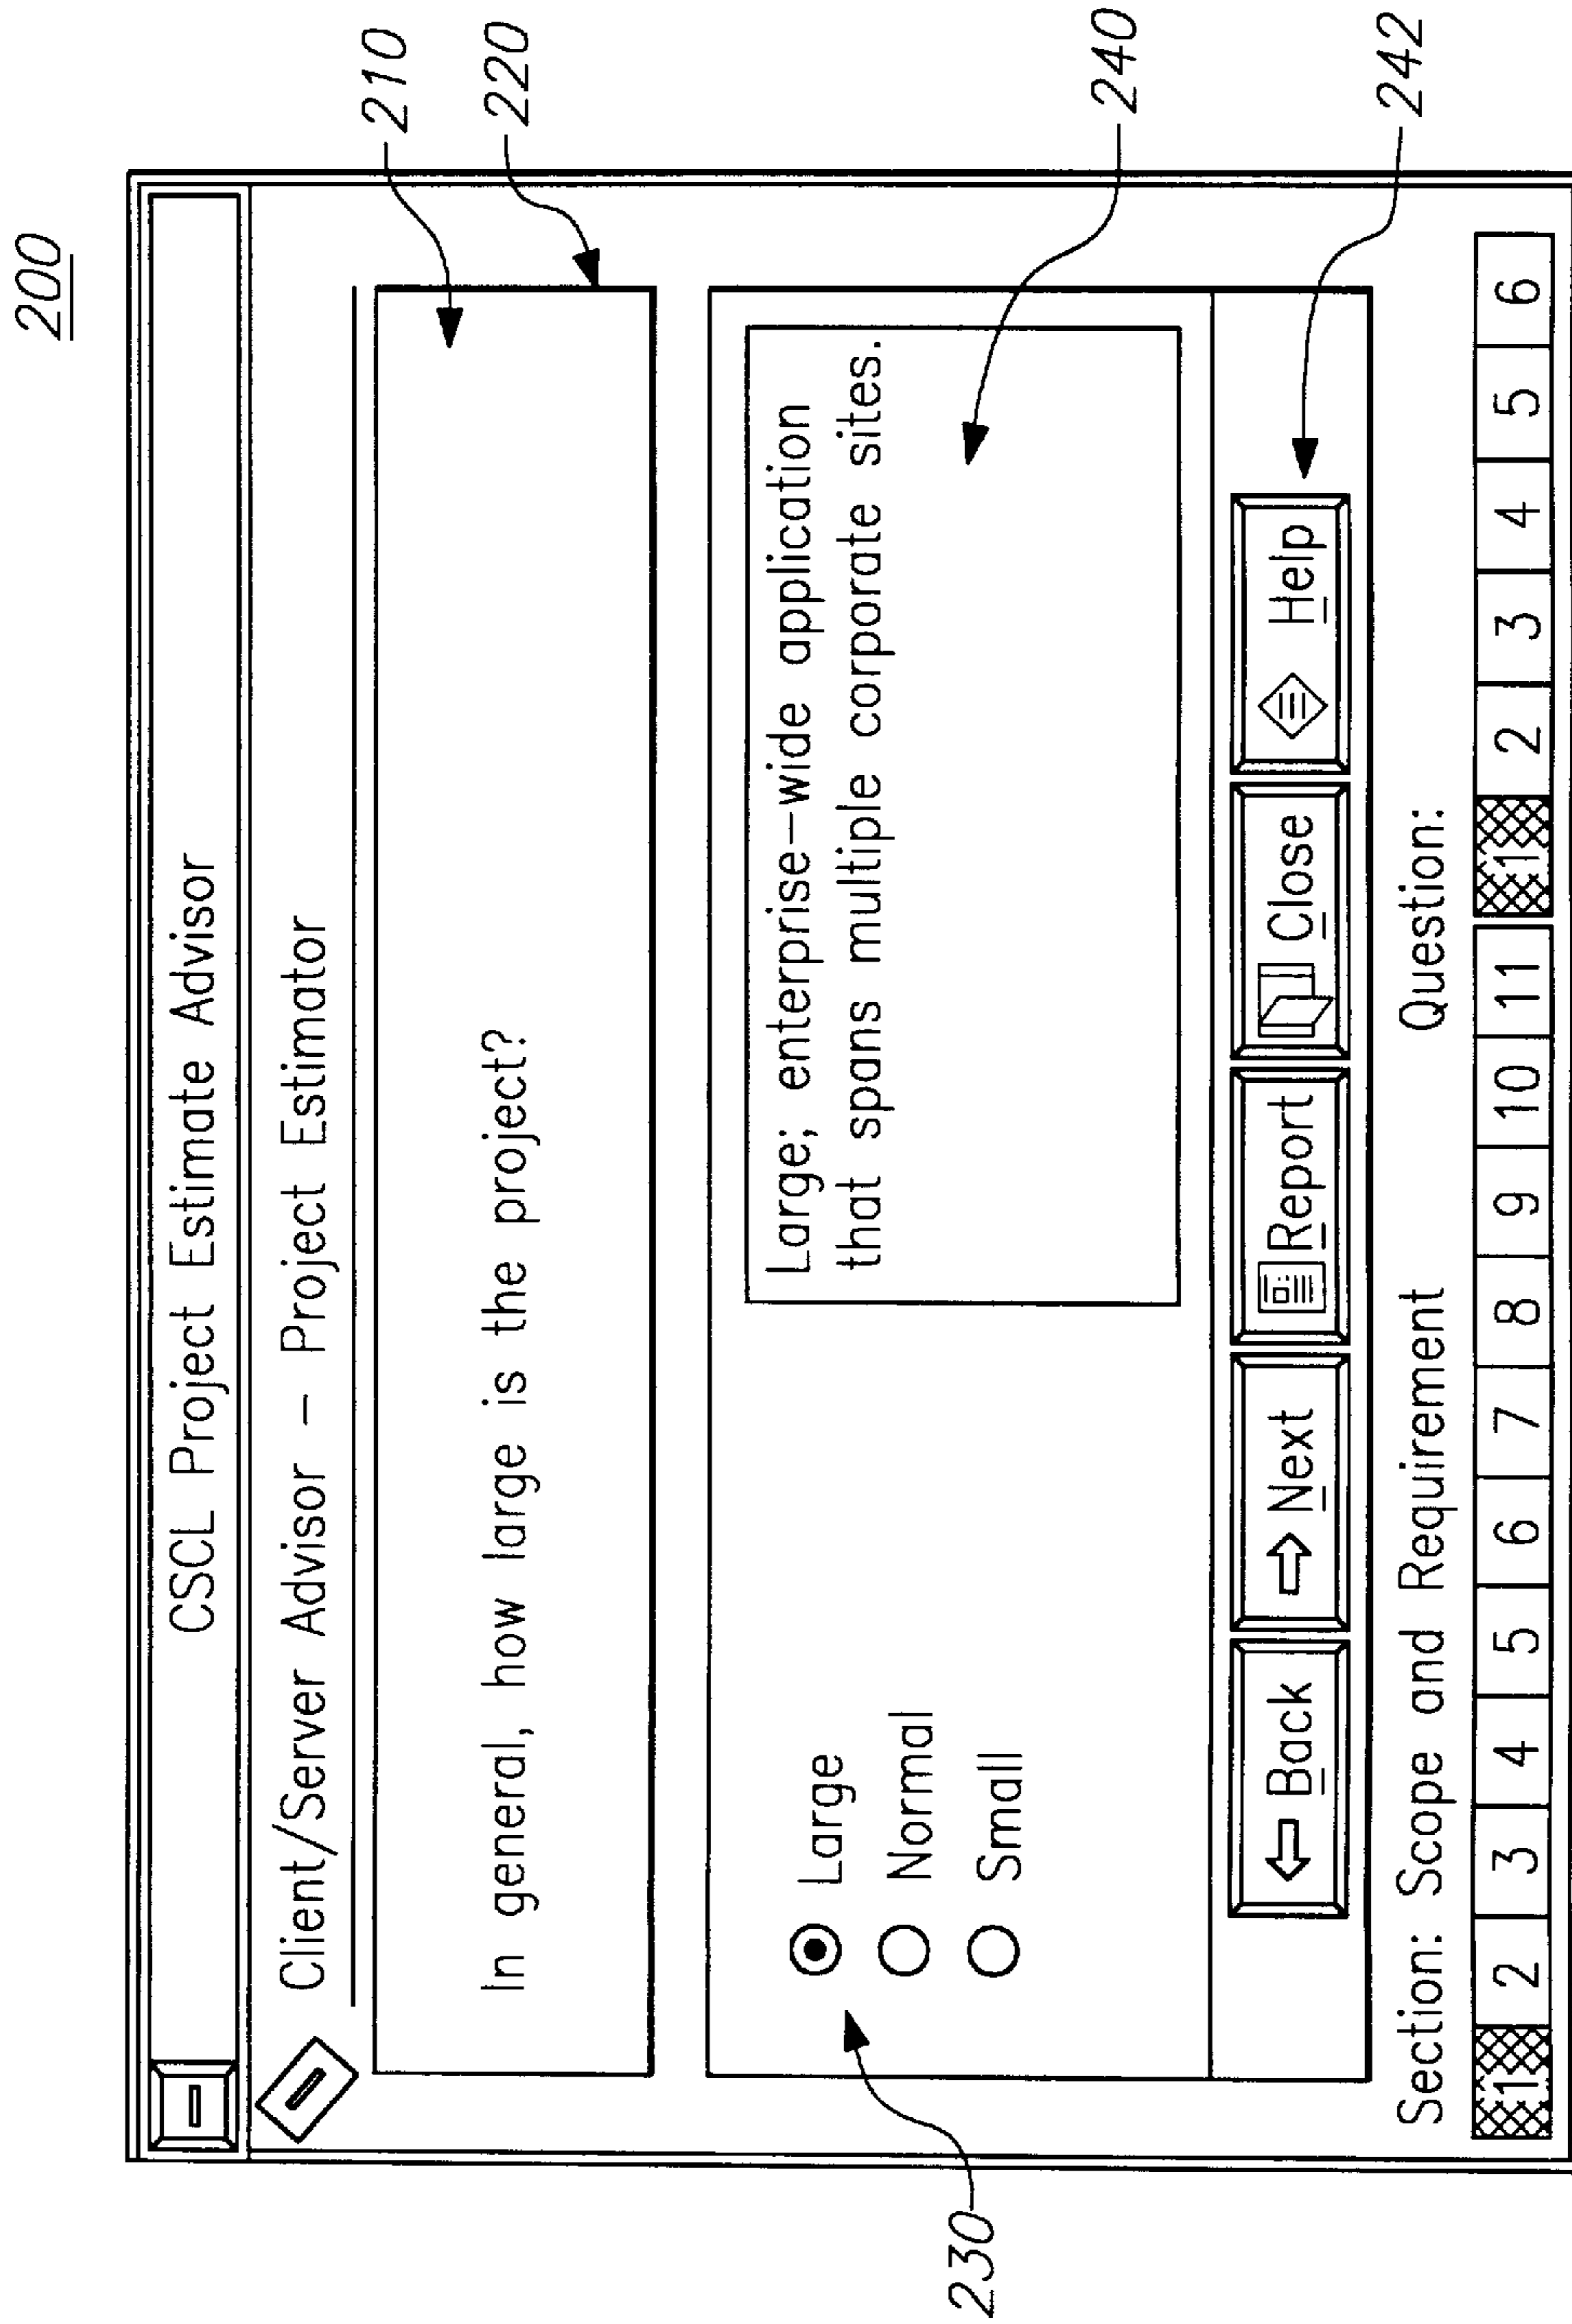 200
CSCL Project Estimate Advisor
Client/Server Advisor – Project Estimator
210
In general, how large is the project?
220
230
Large
Normal
Small
Large; enterprise–wide application
that spans multiple corporate sites.
240
Back Next Report Close Help
242
Section: Scope and Requirement Question:
1 2 3 4 5 6 7 8 9 10 11 1 2 3 4 5 6